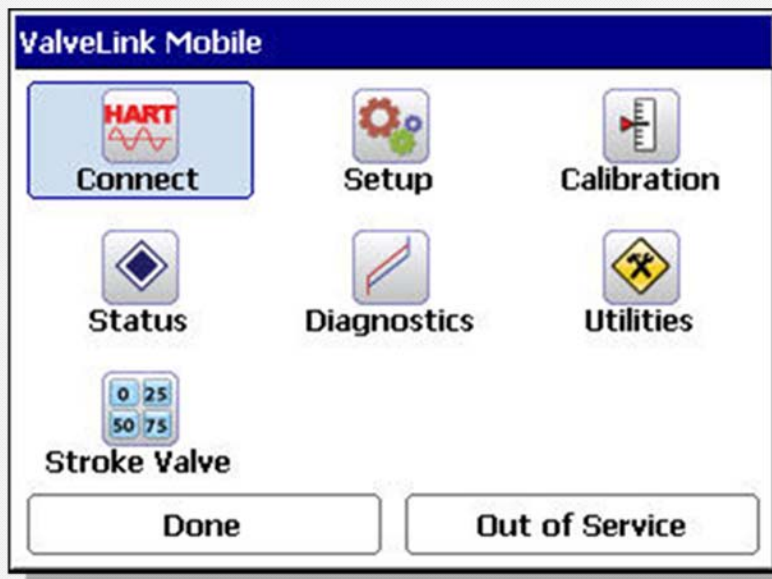 ValveLink Mobile
HART
Connect
Setup
Calibration
Status
Diagnostics
Utilities
0 25
50 75
Stroke Valve
Done
Out of Service